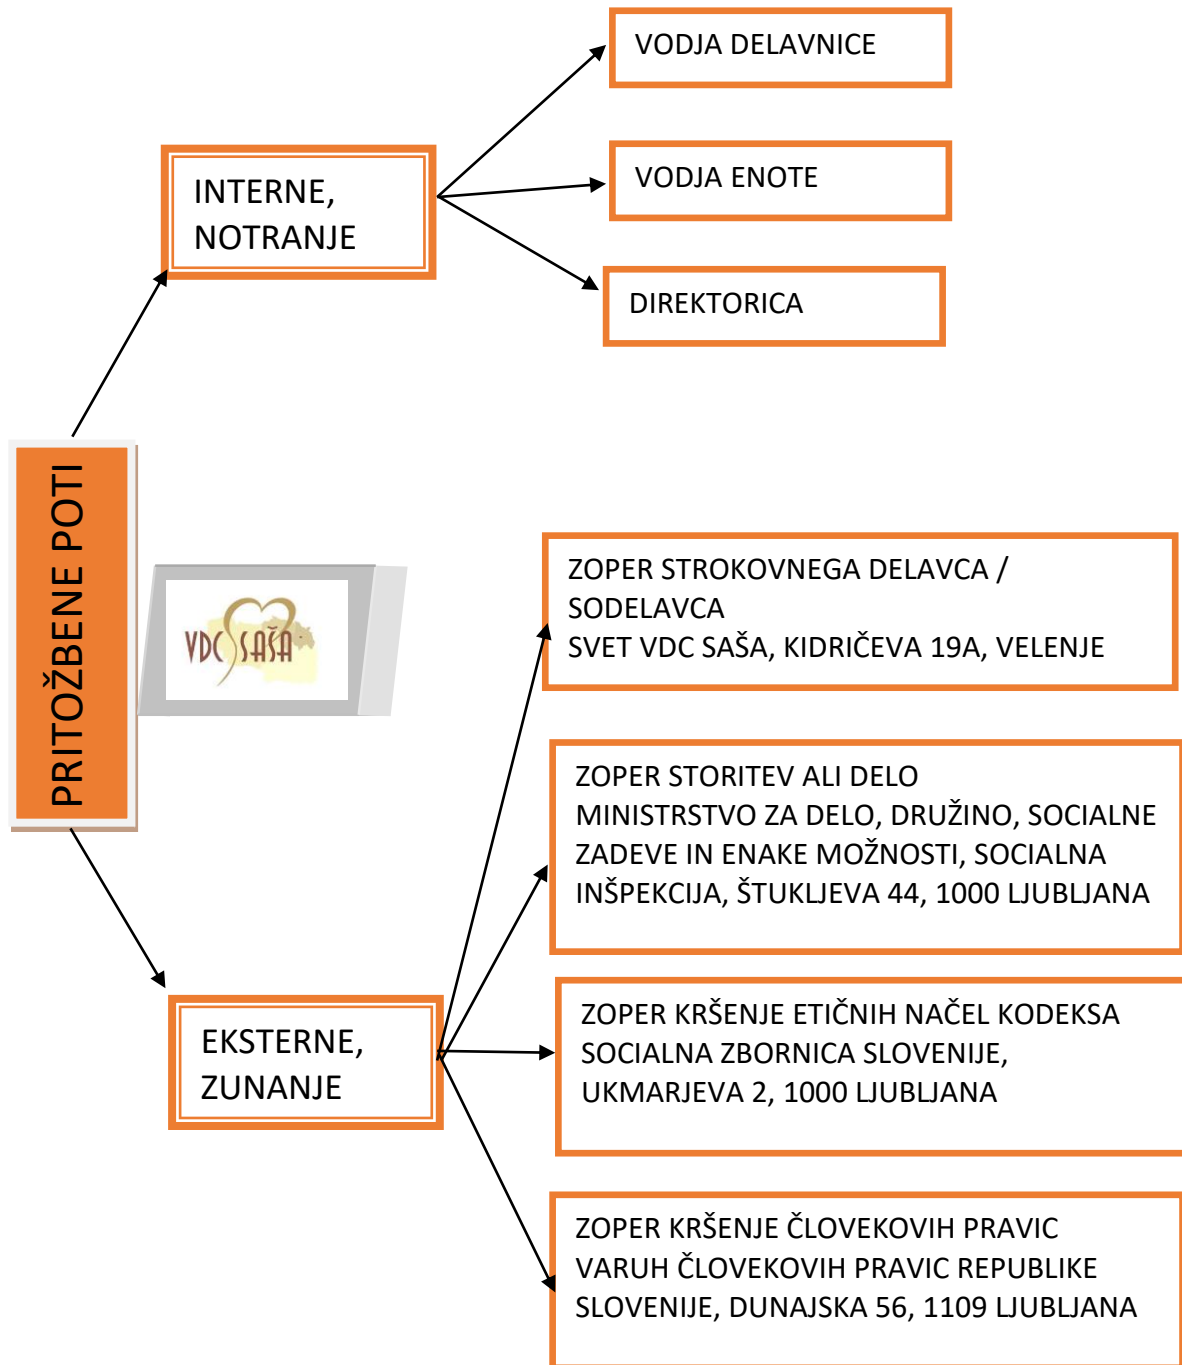 VODJA DELAVNICE
INTERNE,
NOTRANJE
VODJA ENOTE
DIREKTORICA
PRITOŽBENE POTI
VDC SAŠA
ZOPER STROKOVNEGA DELAVCA /
SODELAVCA
SVET VDC SAŠA, KIDRIČEVA 19A, VELENJE
ZOPER STORITEV ALI DELO
MINISTRSTVO ZA DELO, DRUŽINO, SOCIALNE
ZADEVE IN ENAKE MOŽNOSTI, SOCIALNA
INŠPEKCIJA, ŠTUKLJEVA 44, 1000 LJUBLJANA
EKSTERNE,
ZUNANJE
ZOPER KRŠENJE ETIČNIH NAČEL KODEKSA
SOCIALNA ZBORNICA SLOVENIJE,
UKMARJEVA 2, 1000 LJUBLJANA
ZOPER KRŠENJE ČLOVEKOVIH PRAVIC
VARUH ČLOVEKOVIH PRAVIC REPUBLIKE
SLOVENIJE, DUNAJSKA 56, 1109 LJUBLJANA